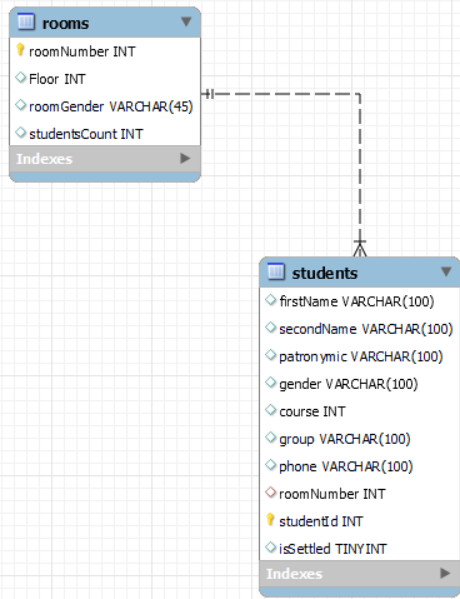 rooms
roomNumber INT
Floor INT
roomGender VARCHAR(45)
studentsCount INT
Indexes
students
firstName VARCHAR(100)
secondName VARCHAR(100)
patronymic VARCHAR(100)
gender VARCHAR(100)
course INT
group VARCHAR(100)
phone VARCHAR(100)
roomNumber INT
studentId INT
isSettled TINYINT
Indexes